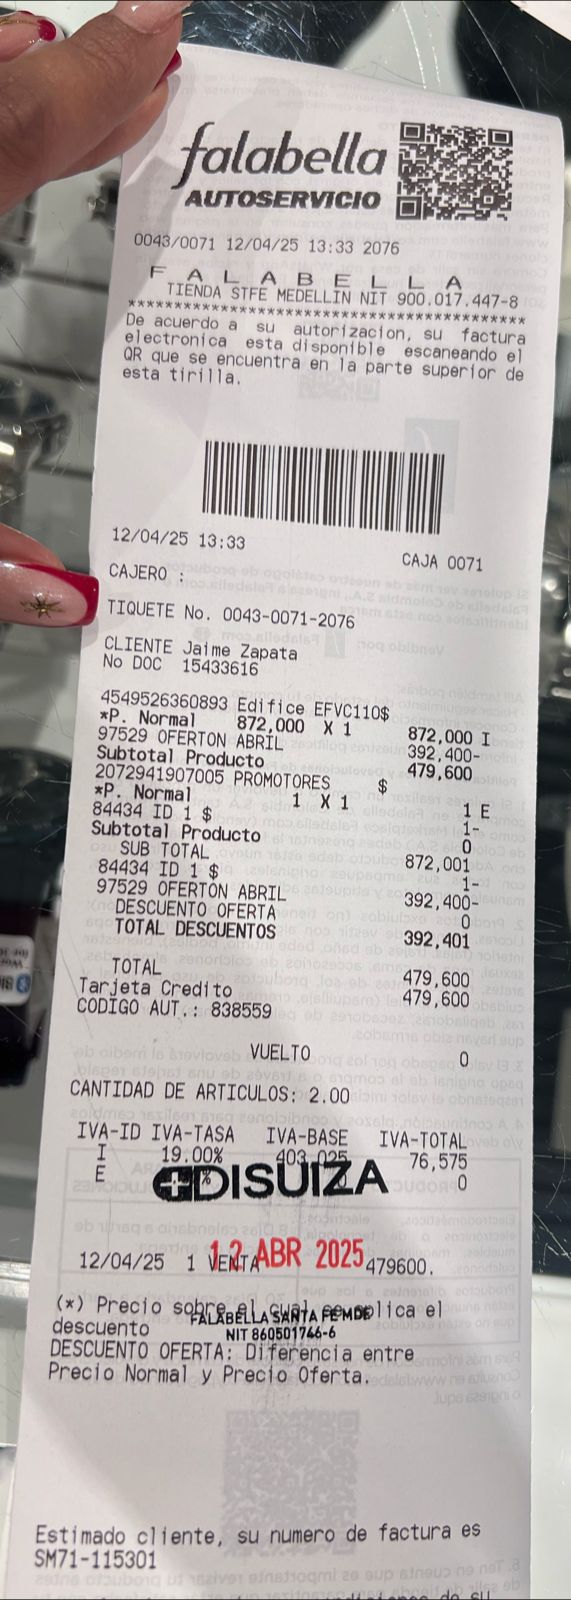 falabella
AUTOSERVICIO
0043/0071 12/04/25 13:33 2076
F A L A B E L L A
TIENDA STFE MEDELLIN NIT 900.017.447-8
****************************************
De acuerdo a su autorizacion, su factura
electronica esta disponible escaneando el
QR que se encuentra en la parte superior de
esta tirilla.
12/04/25 13:33 CAJA 0071
CAJERO :
TIQUETE No. 0043-0071-2076
CLIENTE Jaime Zapata
No DOC 15433616
4549526360893 Edifice EFVC110$
*P. Normal 872,000 X 1 872,000 I
97529 OFERTON ABRIL 392,400-
Subtotal Producto 479,600
2072941907005 PROMOTORES $
*P. Normal 1 X 1 1 E
84434 ID 1 $ 1-
Subtotal Producto 0
SUB TOTAL 872,001
84434 ID 1 $ 1-
97529 OFERTON ABRIL 392,400-
DESCUENTO OFERTA 0
TOTAL DESCUENTOS 392,401
TOTAL 479,600
Tarjeta Credito 479,600
CODIGO AUT.: 838559
VUELTO 0
CANTIDAD DE ARTICULOS: 2.00
IVA-ID IVA-TASA IVA-BASE IVA-TOTAL
I 19.00% 403,025 76,575
E % 0
DISUIZA
12 ABR 2025
12/04/25 1 VENTA 479600.
(*) Precio sobre el cual se aplica el
descuento
FALABELLA SANTA FE MDE
NIT 860501746-6
DESCUENTO OFERTA: Diferencia entre
Precio Normal y Precio Oferta.
Estimado cliente, su numero de factura es
SM71-115301